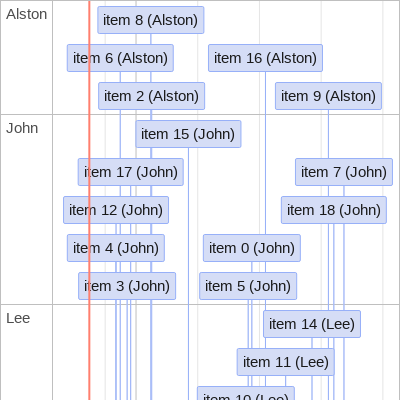 Alston
item 8 (Alston)
item 6 (Alston)
item 16 (Alston)
item 2 (Alston)
item 9 (Alston)
John
item 15 (John)
item 17 (John)
item 7 (John)
item 12 (John)
item 18 (John)
item 4 (John)
item 0 (John)
item 3 (John)
item 5 (John)
Lee
item 14 (Lee)
item 11 (Lee)
item 10 (Lee)